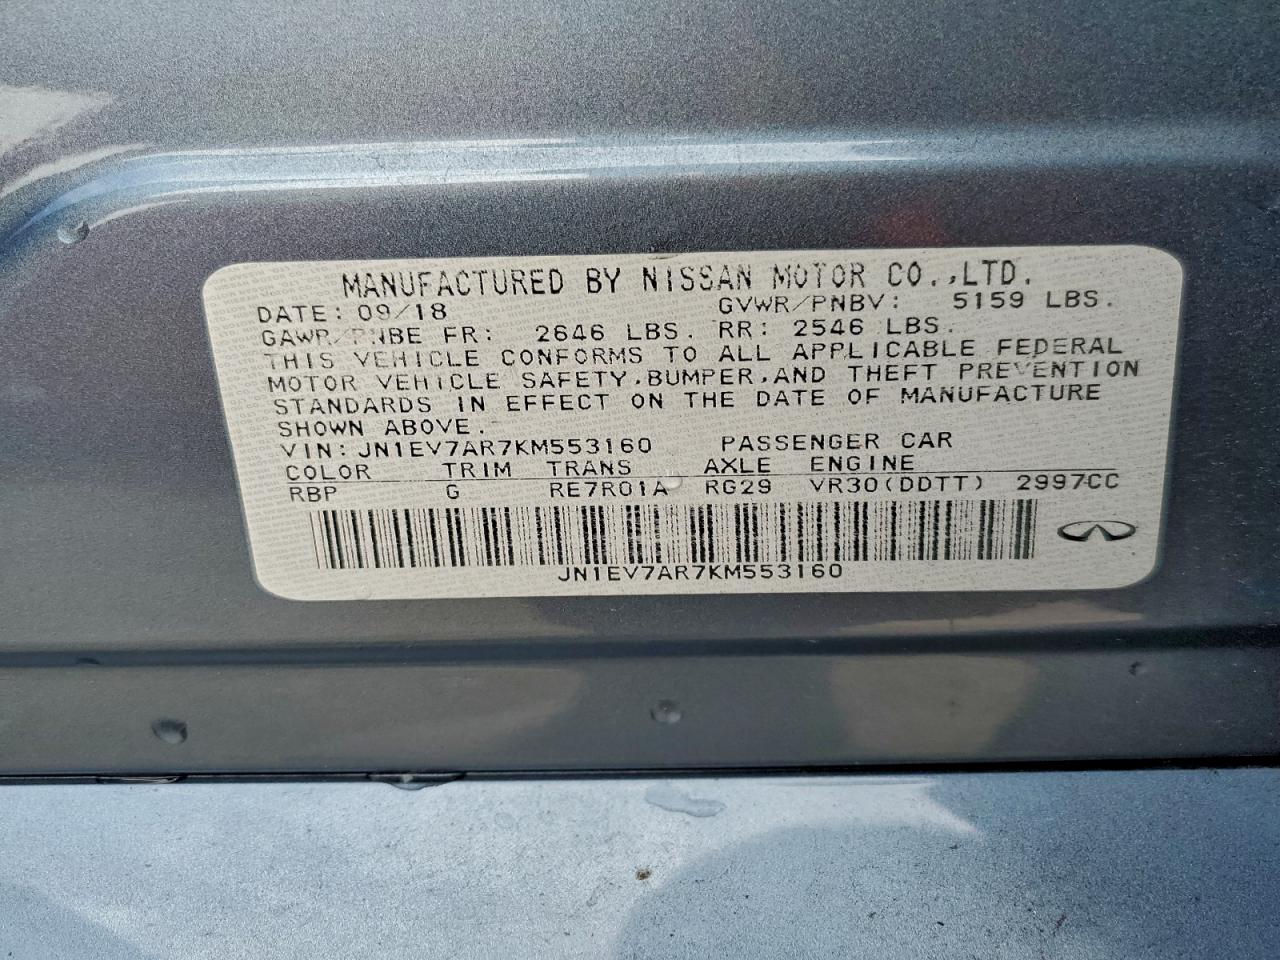 MANUFACTURED BY NISSAN MOTOR CO.,LTD.
DATE: 09/18 GVWR/PNBV: 5159 LBS.
GAWR/PNBE FR: 2646 LBS. RR: 2546 LBS.
THIS VEHICLE CONFORMS TO ALL APPLICABLE FEDERAL
MOTOR VEHICLE SAFETY,BUMPER,AND THEFT PREVENTION
STANDARDS IN EFFECT ON THE DATE OF MANUFACTURE
SHOWN ABOVE.
VIN:JN1EV7AR7KM553160 PASSENGER CAR
COLOR TRIM TRANS AXLE ENGINE
RBP G RE7R01A RG29 VR30(DDTT) 2997CC
JN1EV7AR7KM553160